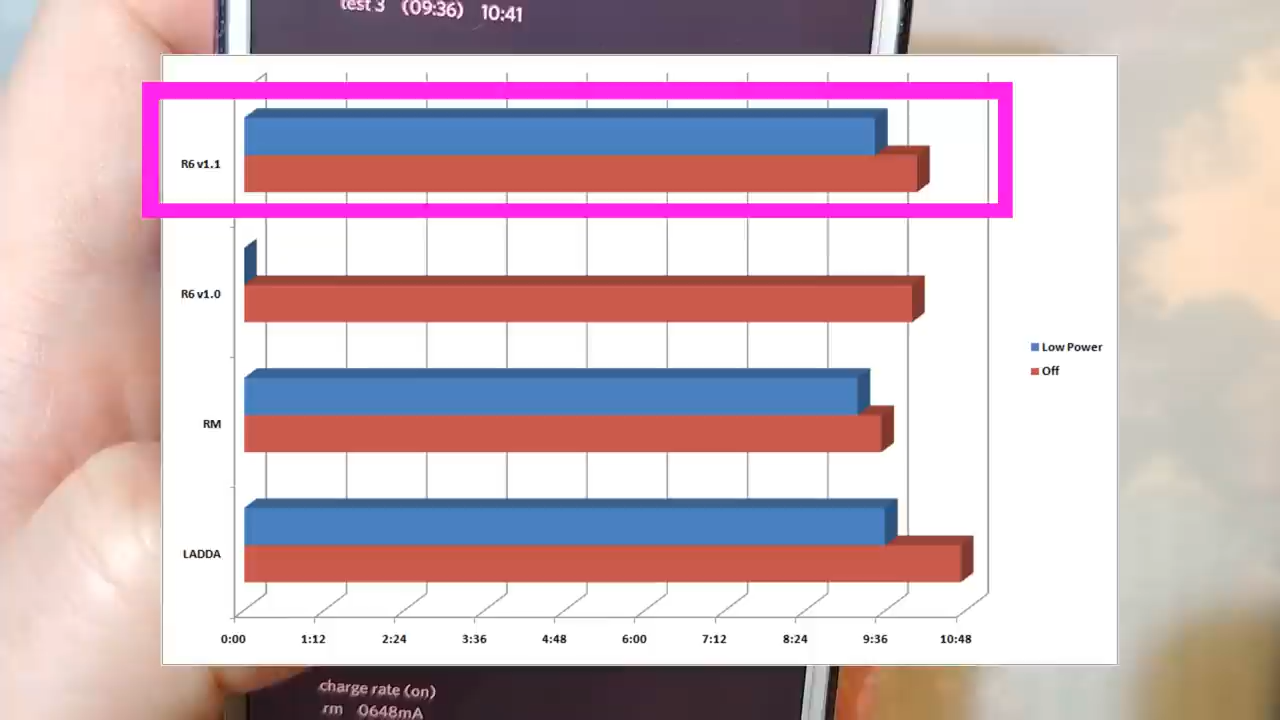 test 3 (09:36) 10:41
R6 v1.1
R6 v1.0
RM
LADDA
Low Power
Off
0:00 1:12 2:24 3:36 4:48 6:00 7:12 8:24 9:36 10:48
charge rate (on)
rm 0648mA